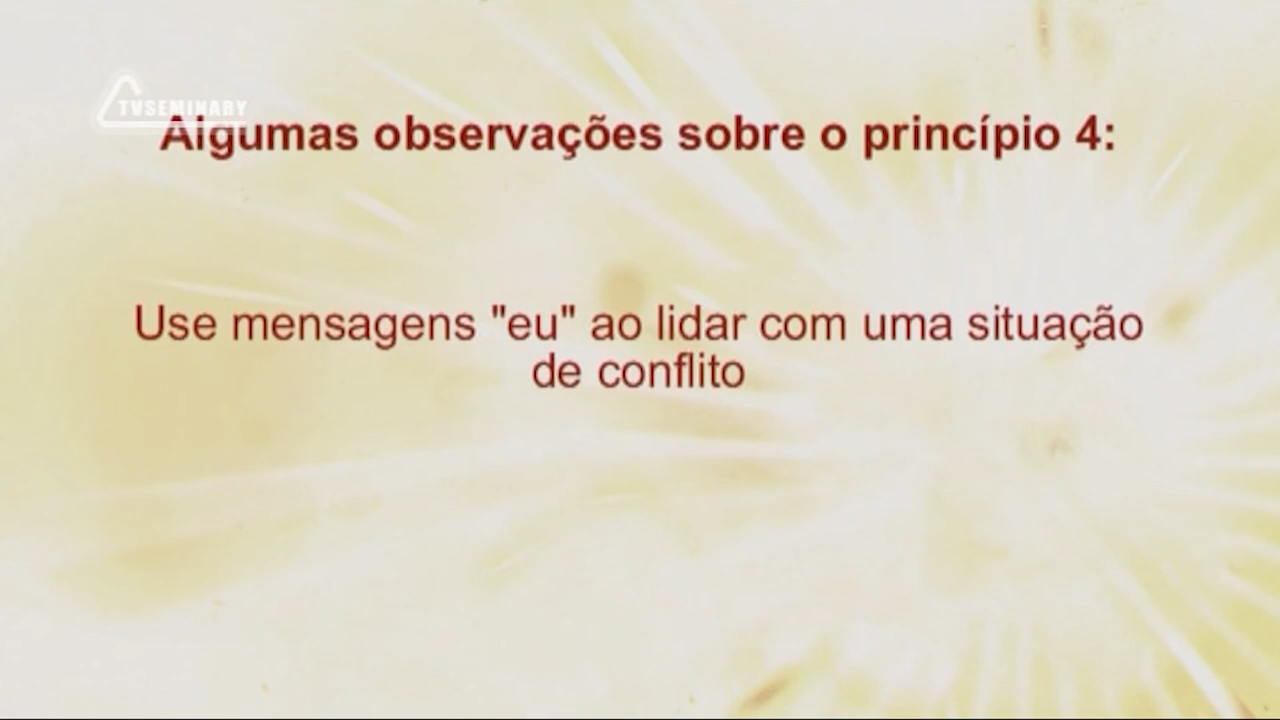 TVSEMINARY
Algumas observações sobre o princípio 4:
Use mensagens "eu" ao lidar com uma situação
de conflito